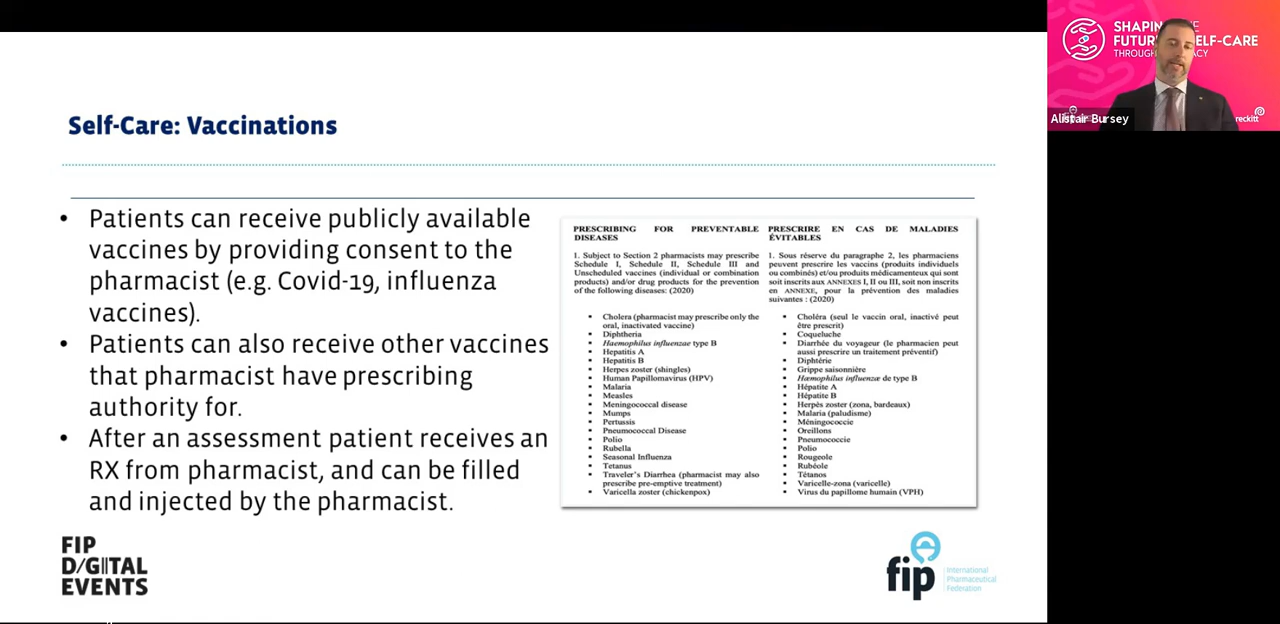 Self-Care: Vaccinations
• Patients can receive publicly available
vaccines by providing consent to the
pharmacist (e.g. Covid-19, influenza
vaccines).
• Patients can also receive other vaccines
that pharmacist have prescribing
authority for.
• After an assessment patient receives an
RX from pharmacist, and can be filled
and injected by the pharmacist.
PRESCRIBING FOR PREVENTABLE
DISEASES
1. Subject to Section 2 pharmacists may prescribe
Schedule I, Schedule II, Schedule III and
Unscheduled vaccines (individual or combination
products) and/or drug products for the prevention
of the following diseases: (2020)
• Cholera (pharmacist may prescribe only the
oral, inactivated vaccine)
• Diphtheria
• Haemophilus influenzae type B
• Hepatitis A
• Hepatitis B
• Herpes zoster (shingles)
• Human Papillomavirus (HPV)
• Malaria
• Measles
• Meningococcal disease
• Mumps
• Pertussis
• Pneumococcal Disease
• Polio
• Rubella
• Seasonal Influenza
• Tetanus
• Traveler's Diarrhea (pharmacist may also
prescribe pre-emptive treatment)
• Varicella zoster (chickenpox)
PRESCRIRE EN CAS DE MALADIES
ÉVITABLES
1. Sous réserve du paragraphe 2, les pharmaciens
peuvent prescrire les vaccins (produits individuels
ou combinés) et/ou produits médicamenteux qui sont
soit inscrits aux ANNEXES I, II ou III, soit non inscrits
en ANNEXE, pour la prévention des maladies
suivantes : (2020)
• Choléra (seul le vaccin oral, inactivé peut
être prescrit)
• Coqueluche
• Diarrhée du voyageur (le pharmacien peut
aussi prescrire un traitement préventif)
• Diphtérie
• Grippe saisonnière
• Hæmophilus influenzæ de type B
• Hépatite A
• Hépatite B
• Herpès zoster (zona, bardeaux)
• Malaria (paludisme)
• Méningococcie
• Oreillons
• Pneumococcie
• Polio
• Rougeole
• Rubéole
• Tétanos
• Varicelle-zona (varicelle)
• Virus du papillome humain (VPH)
FIP
D/GITAL
EVENTS
fip
International
Pharmaceutical
Federation
SHAPIN
FUTUR ELF-CARE
THROUG ACY
Alistair Bursey
reckitt